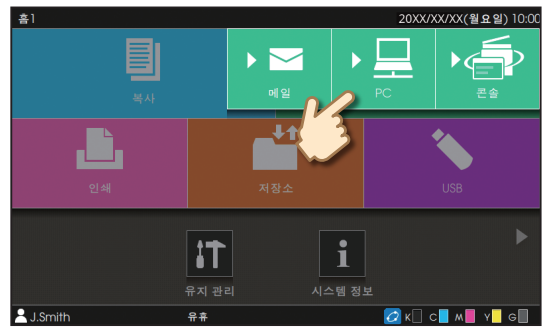 홈1
20XX/XX/XX(월요일) 10:00
복사
메일
PC
콘솔
인쇄
저장소
USB
유지 관리
시스템 정보
J.Smith
유휴
K C M Y G